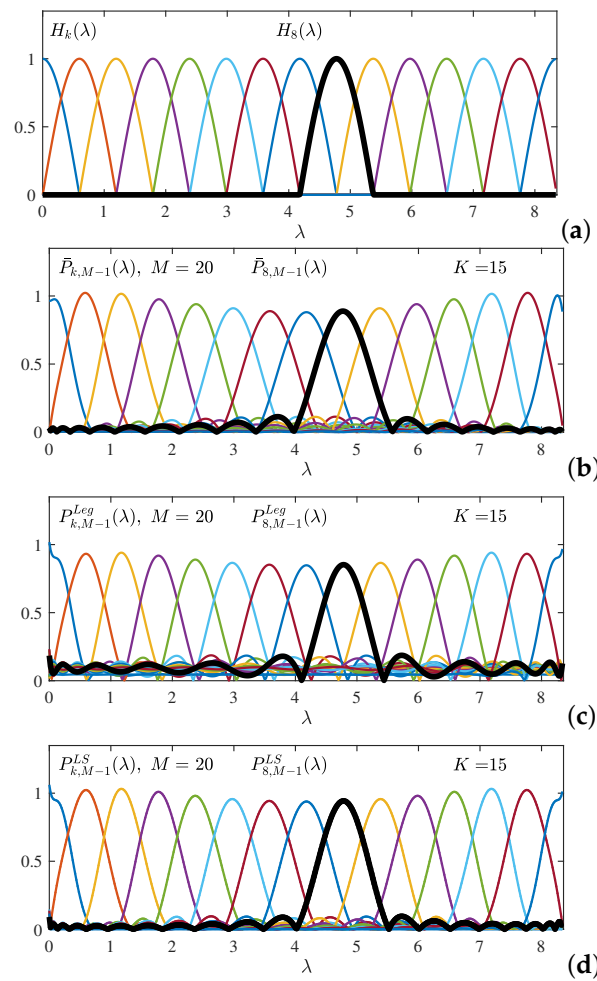 H_k(λ) H_8(λ)
1
0.5
0
0 1 2 3 4 5 6 7 8
λ
(a)
P̄_{k,M−1}(λ), M = 20 P̄_{8,M−1}(λ) K =15
1
0.5
0
0 1 2 3 4 5 6 7 8
λ
(b)
P^{Leg}_{k,M−1}(λ), M = 20 P^{Leg}_{8,M−1}(λ) K =15
1
0.5
0
0 1 2 3 4 5 6 7 8
λ
(c)
P^{LS}_{k,M−1}(λ), M = 20 P^{LS}_{8,M−1}(λ) K =15
1
0.5
0
0 1 2 3 4 5 6 7 8
λ
(d)